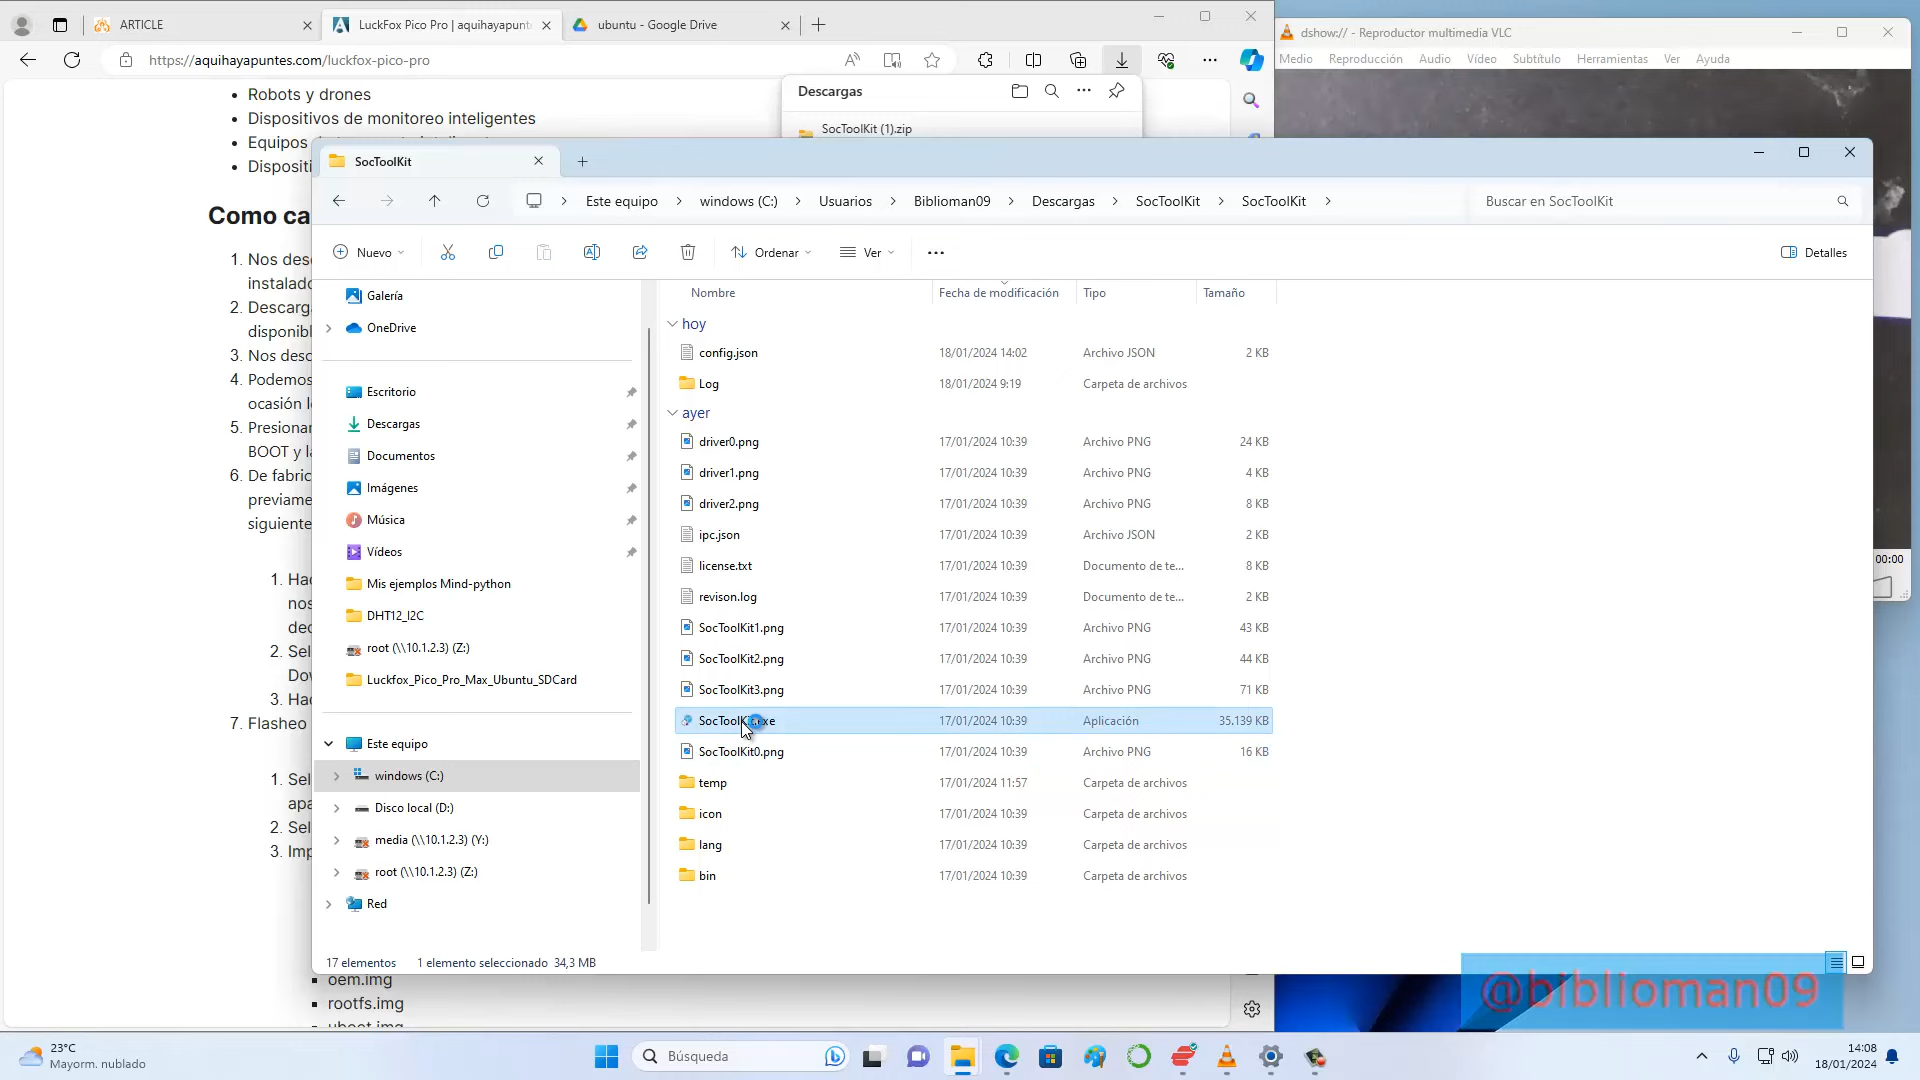 ARTICLE
LuckFox Pico Pro | aquihayapunt
ubuntu - Google Drive
https://aquihayapuntes.com/luckfox-pico-pro
dshow:// - Reproductor multimedia VLC
Medio Reproducción Audio Vídeo Subtítulo Herramientas Ver Ayuda
Robots y drones
Dispositivos de monitoreo inteligentes
Equipos
Dispositi
Descargas
SocToolKit (1).zip
Como ca
1. Nos desc
instalado
2. Descarga
disponibl
3. Nos desc
4. Podemos
ocasión l
5. Presionar
BOOT y la
6. De fabric
previame
siguiente
1. Hac
nos
dec
2. Sel
Dow
3. Hac
7. Flasheo
1. Sel
apa
2. Sel
3. Imp
oem.img
rootfs.img
uboot.img
SocToolKit
Este equipo > windows (C:) > Usuarios > Biblioman09 > Descargas > SocToolKit > SocToolKit >
Buscar en SocToolKit
Nuevo
Ordenar
Ver
Detalles
Galería
OneDrive
Escritorio
Descargas
Documentos
Imágenes
Música
Vídeos
Mis ejemplos Mind-python
DHT12_I2C
root (\\10.1.2.3) (Z:)
Luckfox_Pico_Pro_Max_Ubuntu_SDCard
Este equipo
windows (C:)
Disco local (D:)
media (\\10.1.2.3) (Y:)
root (\\10.1.2.3) (Z:)
Red
Nombre Fecha de modificación Tipo Tamaño
hoy
config.json 18/01/2024 14:02 Archivo JSON 2 KB
Log 18/01/2024 9:19 Carpeta de archivos
ayer
driver0.png 17/01/2024 10:39 Archivo PNG 24 KB
driver1.png 17/01/2024 10:39 Archivo PNG 4 KB
driver2.png 17/01/2024 10:39 Archivo PNG 8 KB
ipc.json 17/01/2024 10:39 Archivo JSON 2 KB
license.txt 17/01/2024 10:39 Documento de te... 8 KB
revison.log 17/01/2024 10:39 Documento de te... 2 KB
SocToolKit1.png 17/01/2024 10:39 Archivo PNG 43 KB
SocToolKit2.png 17/01/2024 10:39 Archivo PNG 44 KB
SocToolKit3.png 17/01/2024 10:39 Archivo PNG 71 KB
SocToolKit.exe 17/01/2024 10:39 Aplicación 35.139 KB
SocToolKit0.png 17/01/2024 10:39 Archivo PNG 16 KB
temp 17/01/2024 11:57 Carpeta de archivos
icon 17/01/2024 10:39 Carpeta de archivos
lang 17/01/2024 10:39 Carpeta de archivos
bin 17/01/2024 10:39 Carpeta de archivos
17 elementos 1 elemento seleccionado 34,3 MB
00:00
@biblioman09
23°C
Mayorm. nublado
Búsqueda
14:08
18/01/2024